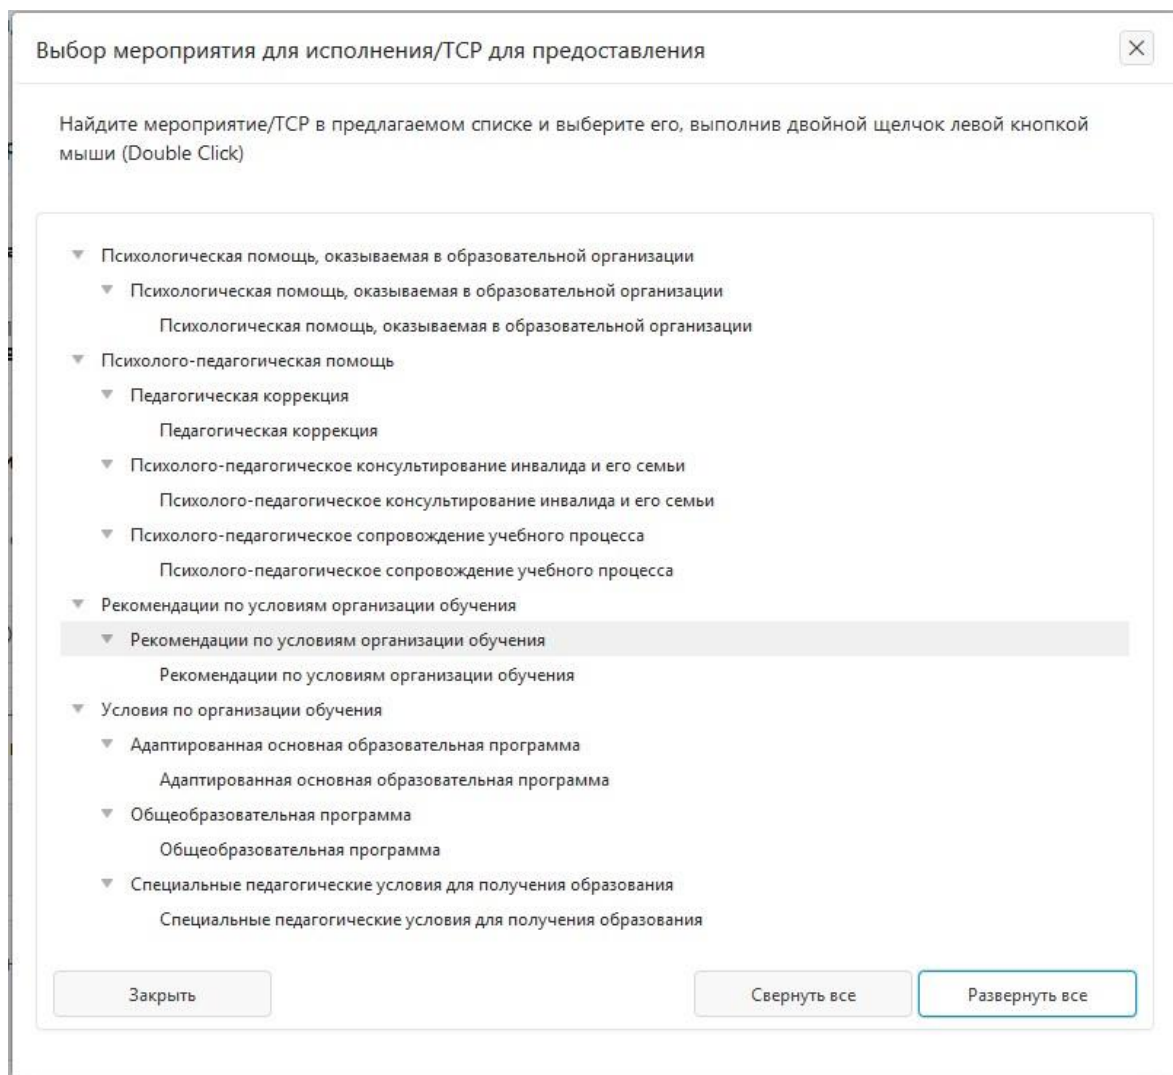 Выбор мероприятия для исполнения/ТСР для предоставления
Найдите мероприятие/ТСР в предлагаемом списке и выберите его, выполнив двойной щелчок левой кнопкой
мыши (Double Click)
Психологическая помощь, оказываемая в образовательной организации
Психологическая помощь, оказываемая в образовательной организации
Психологическая помощь, оказываемая в образовательной организации
Психолого-педагогическая помощь
Педагогическая коррекция
Педагогическая коррекция
Психолого-педагогическое консультирование инвалида и его семьи
Психолого-педагогическое консультирование инвалида и его семьи
Психолого-педагогическое сопровождение учебного процесса
Психолого-педагогическое сопровождение учебного процесса
Рекомендации по условиям организации обучения
Рекомендации по условиям организации обучения
Рекомендации по условиям организации обучения
Условия по организации обучения
Адаптированная основная образовательная программа
Адаптированная основная образовательная программа
Общеобразовательная программа
Общеобразовательная программа
Специальные педагогические условия для получения образования
Специальные педагогические условия для получения образования
Закрыть
Свернуть все
Развернуть все